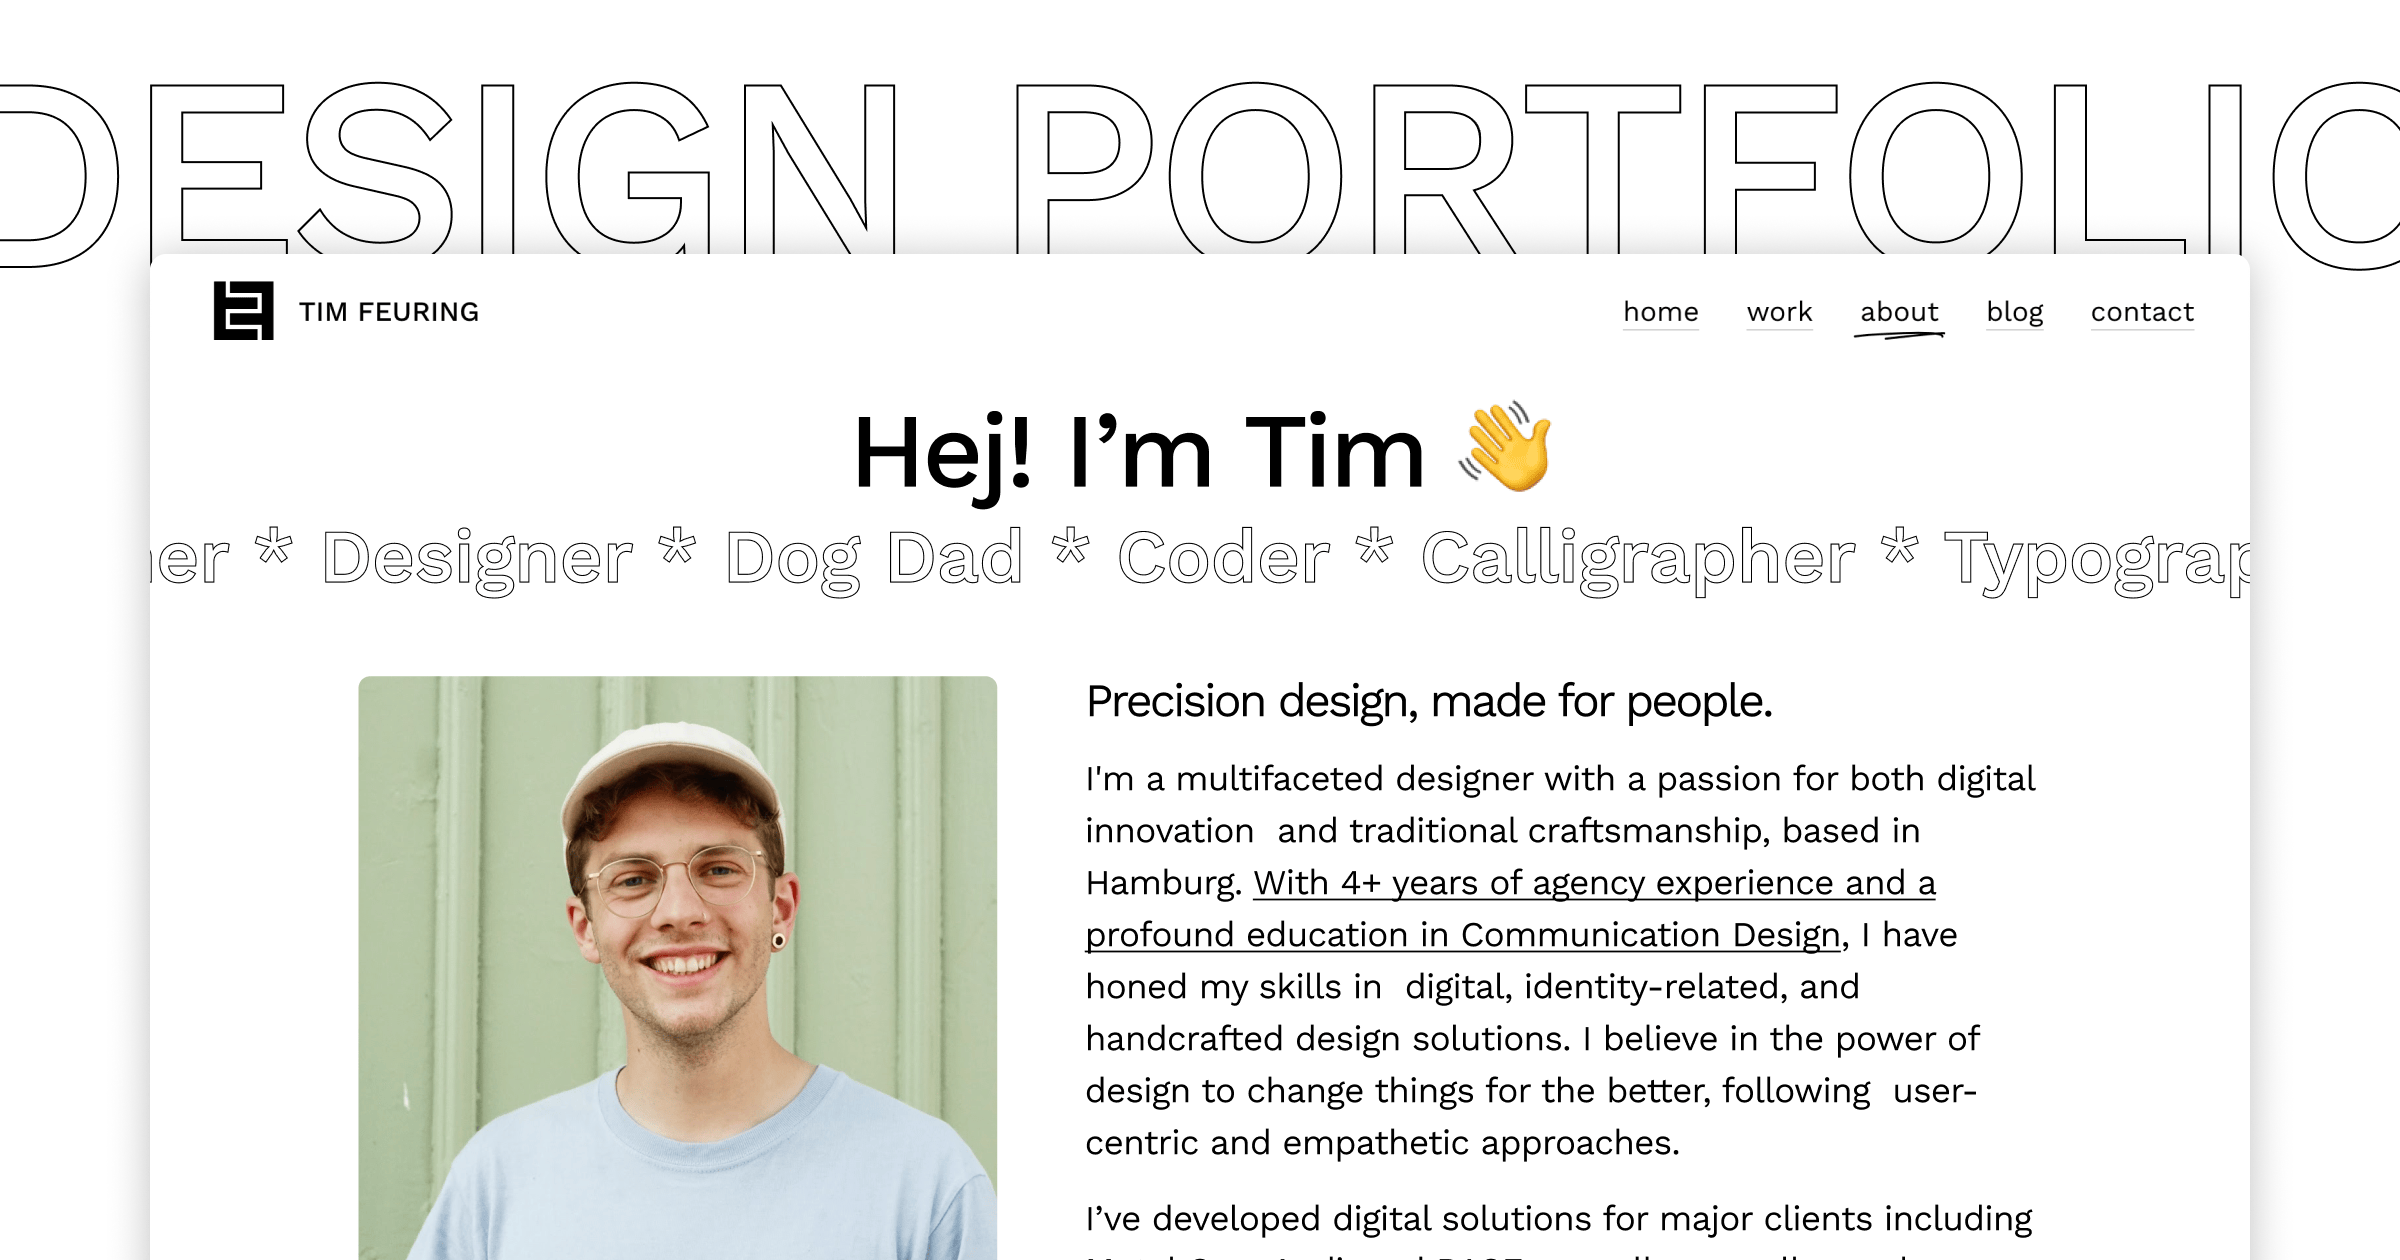 DESIGN PORTFOLIO
TIM FEURING
home work about blog contact
Hej! I’m Tim 👋
* Designer * Dog Dad * Coder * Calligrapher *
Precision design, made for people.
I'm a multifaceted designer with a passion for both digital
innovation  and traditional craftsmanship, based in
Hamburg. With 4+ years of agency experience and a
profound education in Communication Design, I have
honed my skills in  digital, identity-related, and
handcrafted design solutions. I believe in the power of
design to change things for the better, following  user-
centric and empathetic approaches.
I’ve developed digital solutions for major clients including